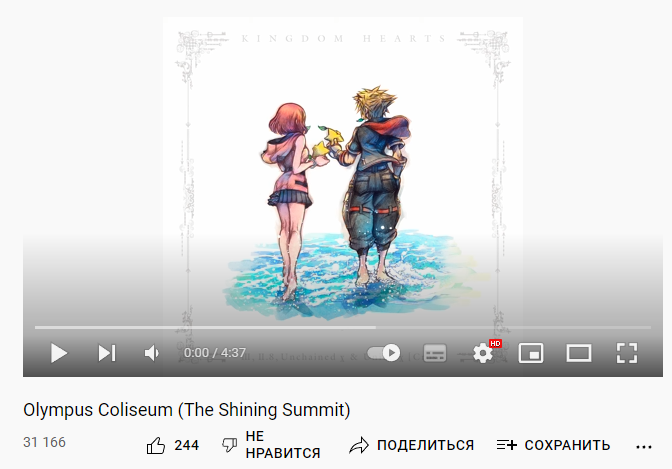 KINGDOM HEARTS
0:00 / 4:37
HD
Olympus Coliseum (The Shining Summit)
31 166
244
НЕ
НРАВИТСЯ
ПОДЕЛИТЬСЯ
СОХРАНИТЬ